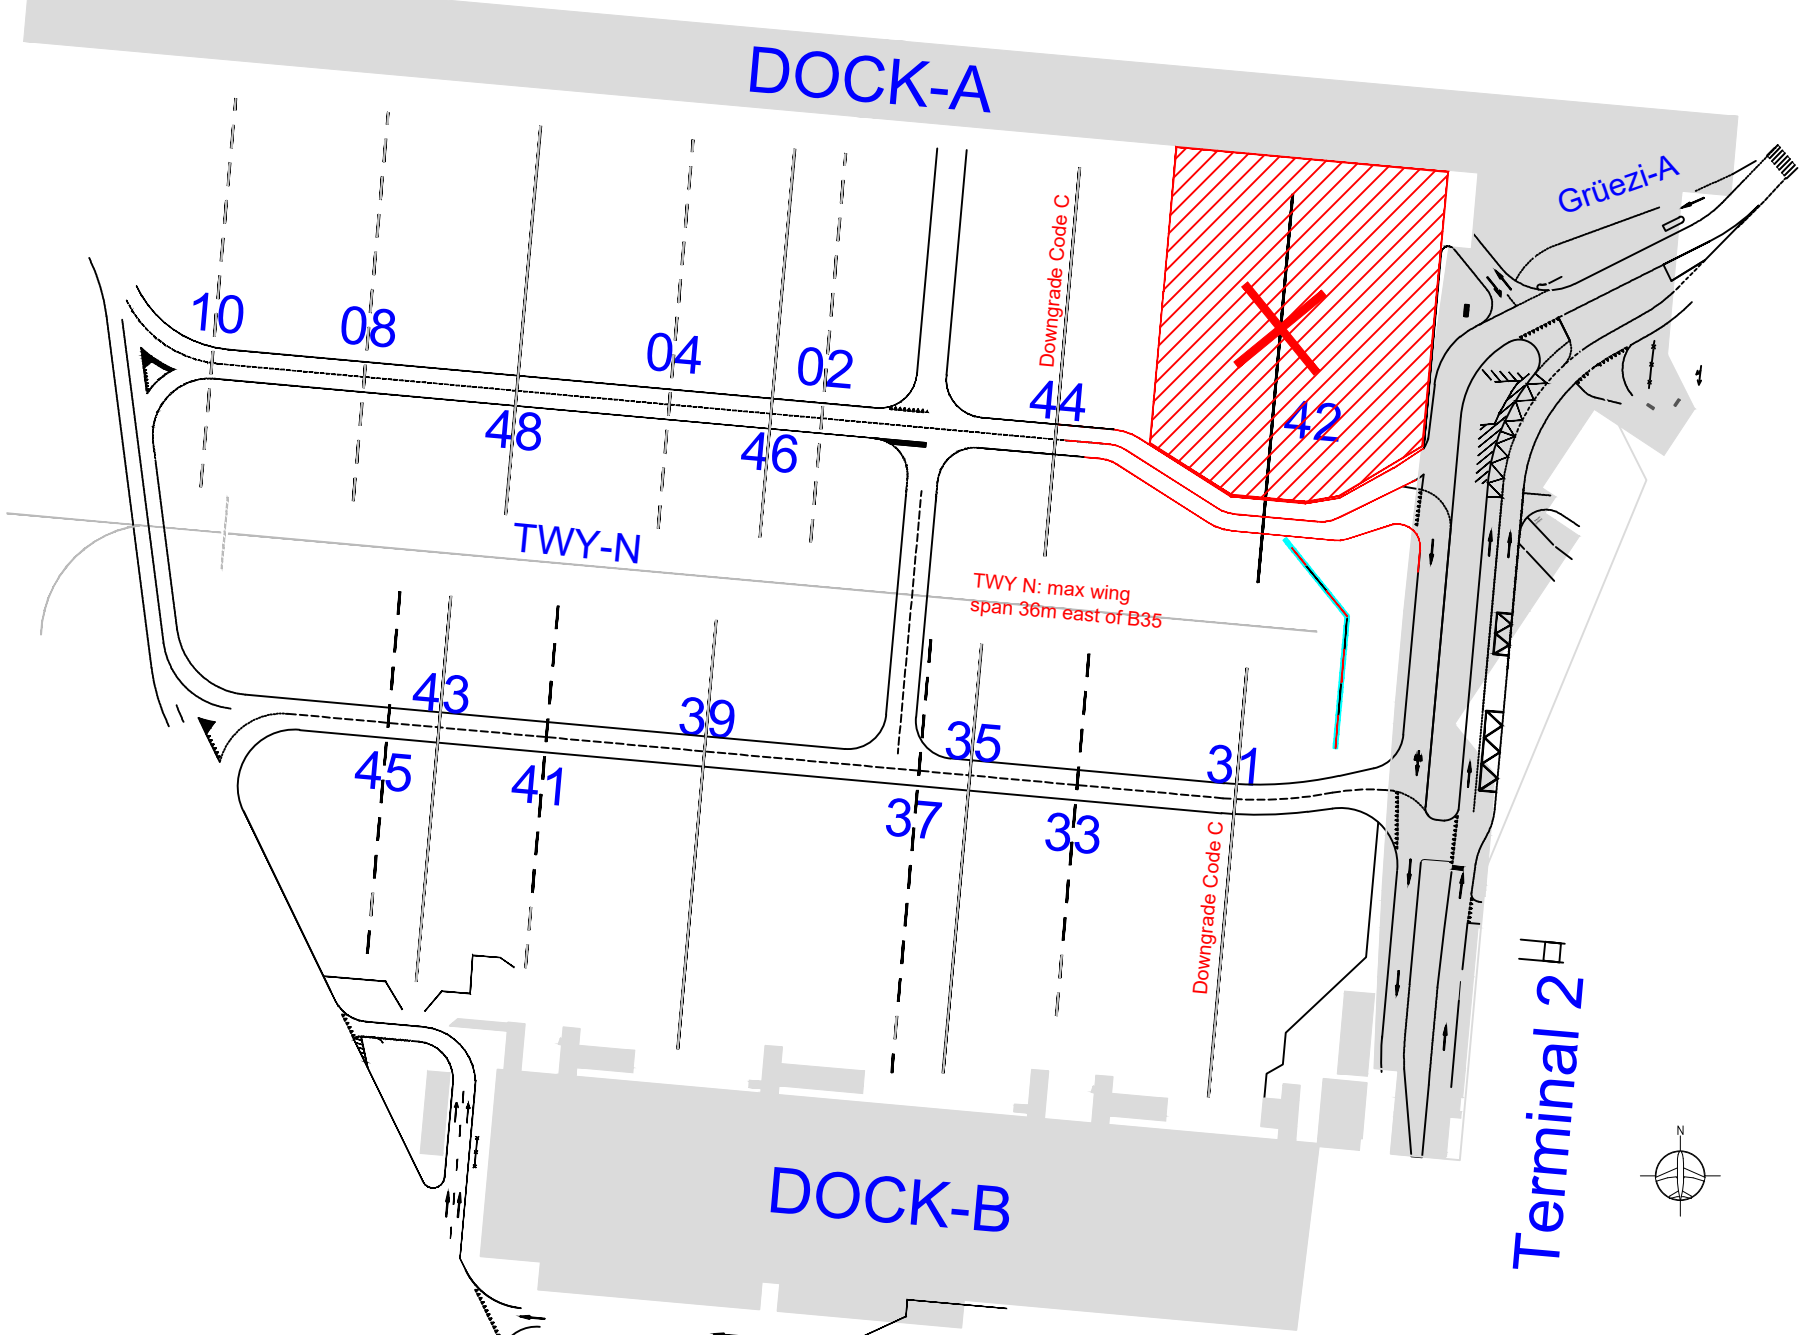 DOCK-A
Grüezi-A
Downgrade Code C
10
08
04
02
44
42
48
46
TWY-N
TWY N: max wing
span 36m east of B35
43
39
35
31
45
41
37
33
Downgrade Code C
Terminal 2
DOCK-B
N